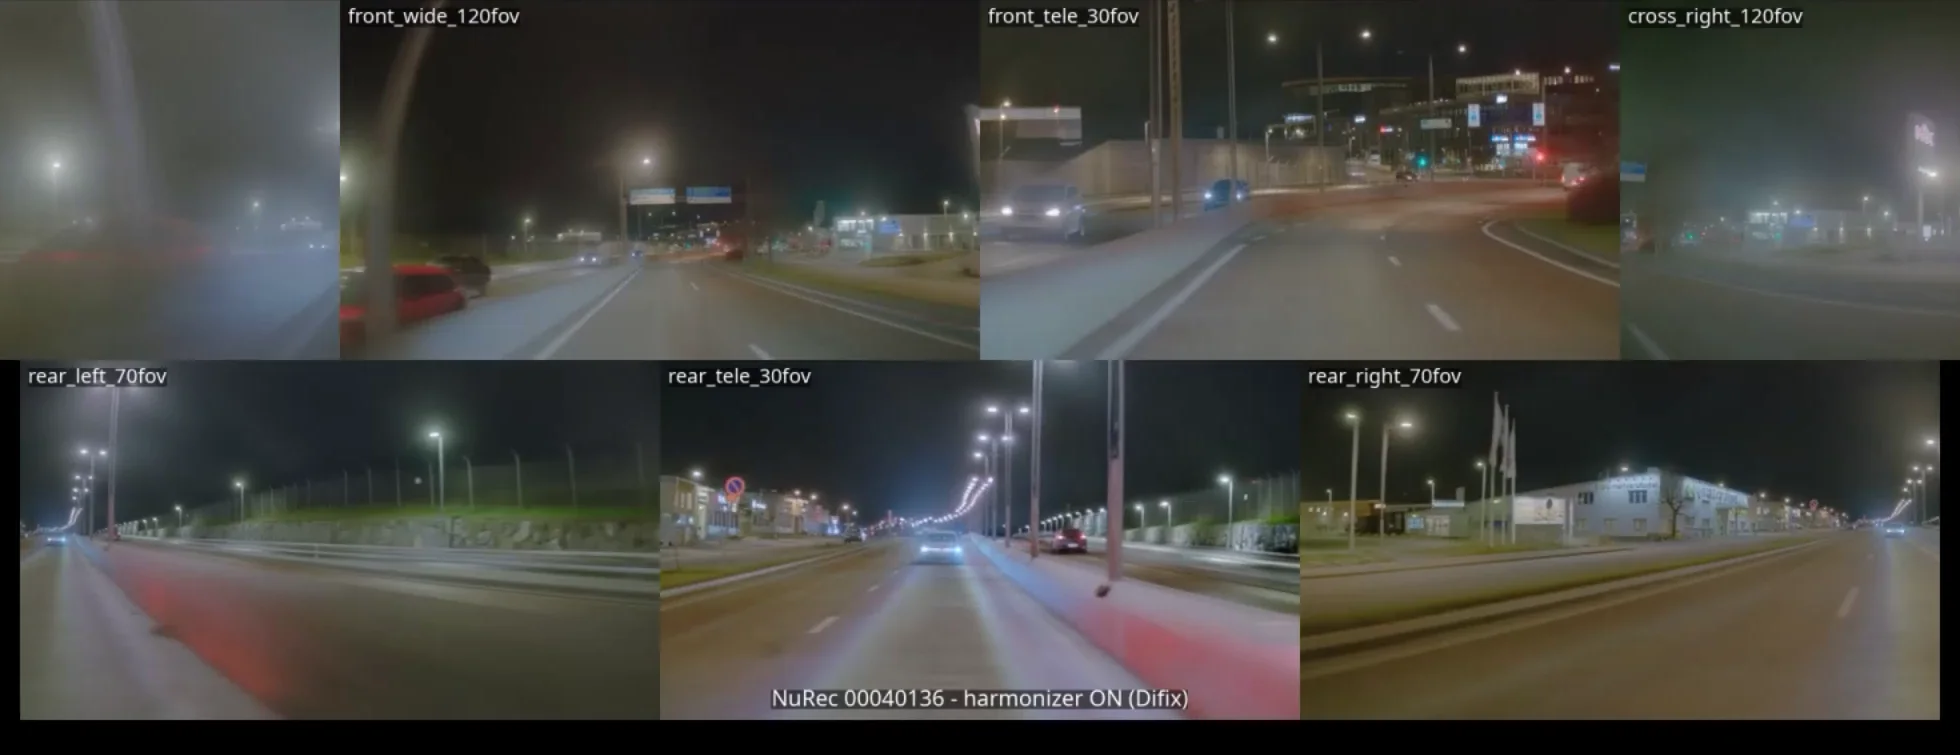 front_wide_120fov
front_tele_30fov
cross_right_120fov
rear_left_70fov
rear_tele_30fov
rear_right_70fov
NuRec 00040136 - harmonizer ON (Difix)